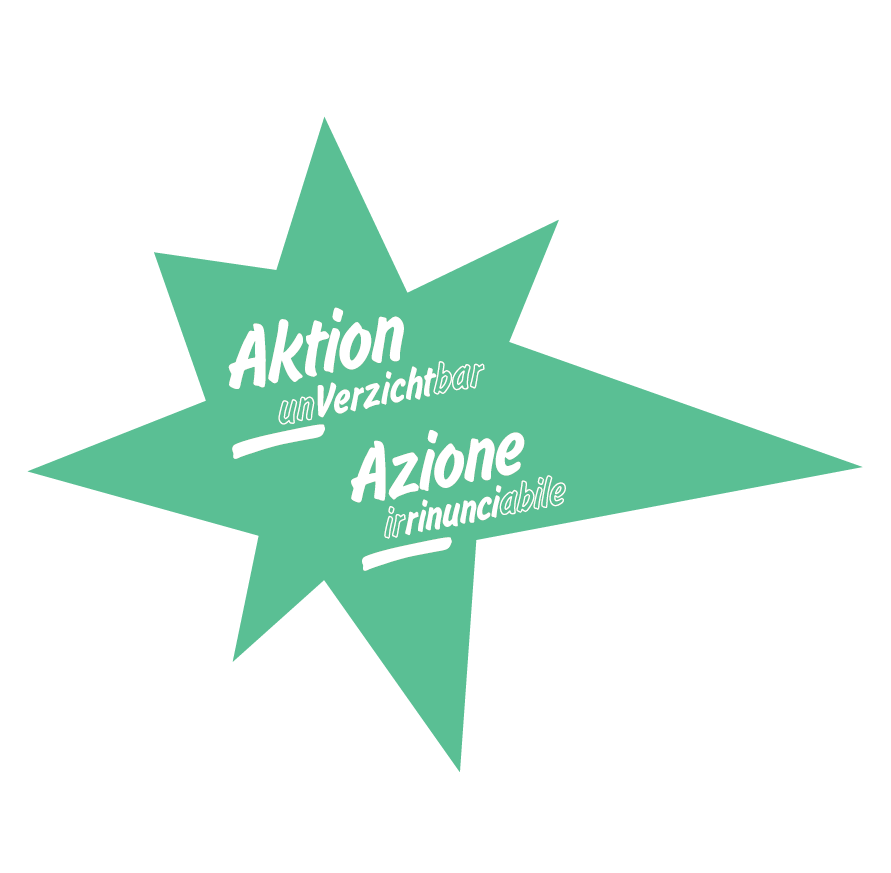 Aktion
unVerzichtbar
Azione
irrinunciabile